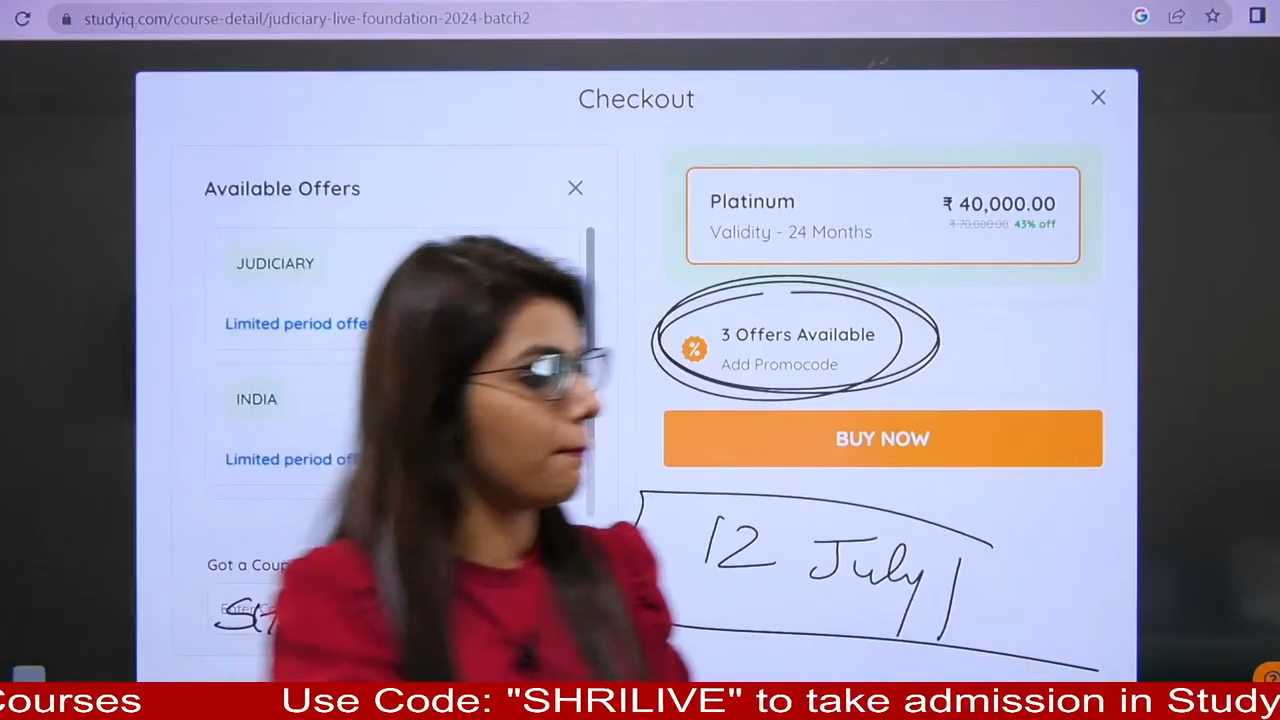 studyiq.com/course-detail/judiciary-live-foundation-2024-batch2
Checkout
Available Offers
JUDICIARY
Limited period offe
INDIA
Limited period of
Got a Coup
Platinum
₹ 40,000.00
Validity - 24 Months
₹ 70,000.00 43% off
3 Offers Available
Add Promocode
BUY NOW
12 July
Courses Use Code: "SHRILIVE" to take admission in Study